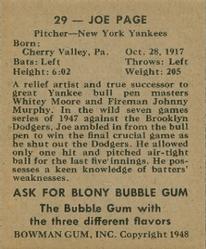 29 — JOE PAGE
Pitcher—New York Yankees
Born:
Cherry Valley, Pa. Oct. 28, 1917
Bats: Left Throws: Left
Height: 6:02 Weight: 205
A relief artist and true successor to
great Yankee bull pen masters
Whitey Moore and Fireman Johnny
Murphy. In the wild seven games
series of 1947 against the Brooklyn
Dodgers, Joe ambled in from the bull
pen to win the final crucial game as
he shut out the Dodgers. He allowed
only one hit and pitched air-tight
ball for the last five innings. He pos-
sesses a keen knowledge of batters'
weaknesses.
ASK FOR BLONY BUBBLE GUM
The Bubble Gum with
the three different flavors
BOWMAN GUM, INC. Copyright 1948